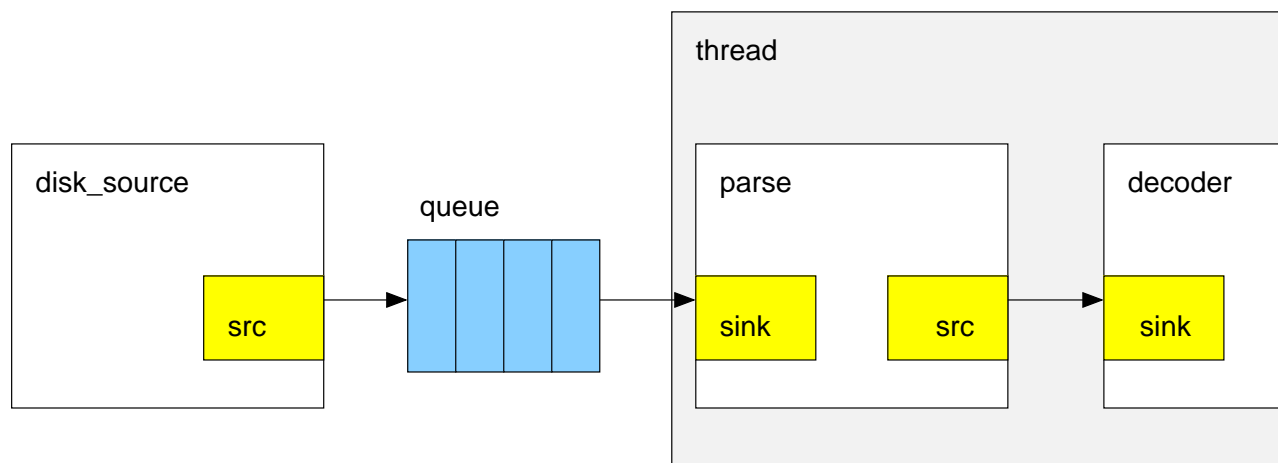 thread
disk_source
queue
parse
decoder
src
sink
src
sink